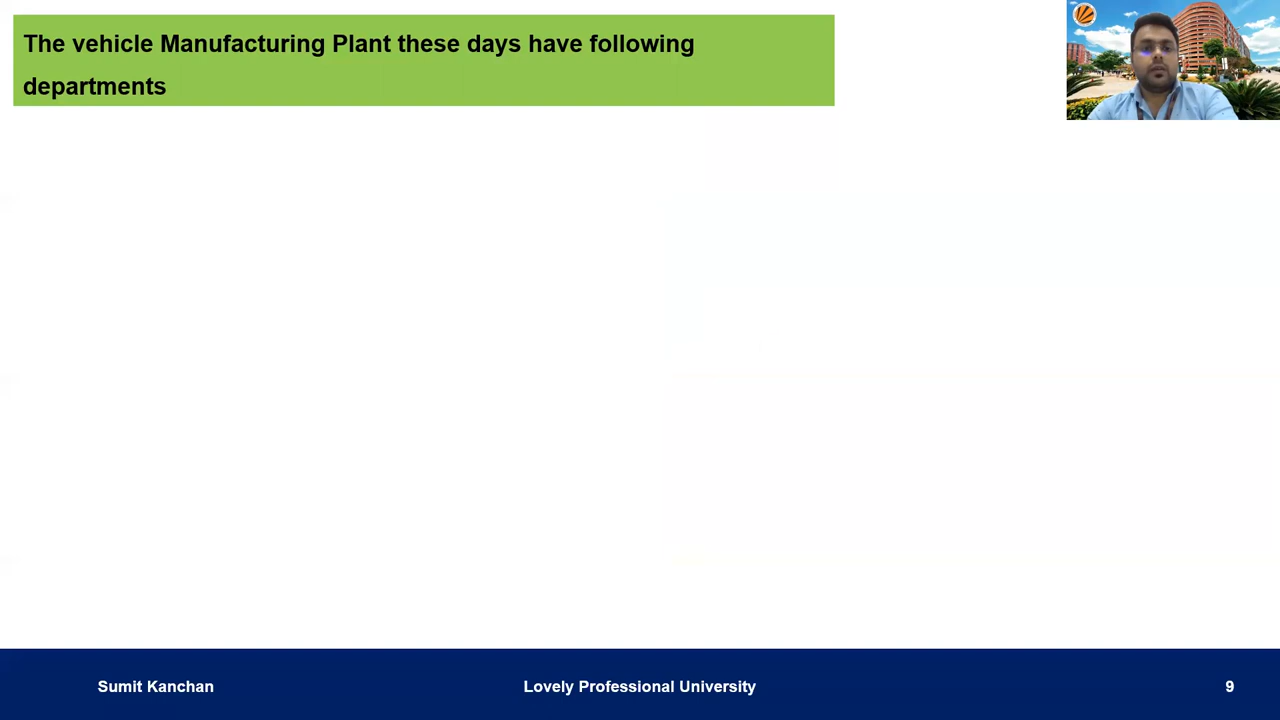 The vehicle Manufacturing Plant these days have following
departments
Sumit Kanchan
Lovely Professional University
9